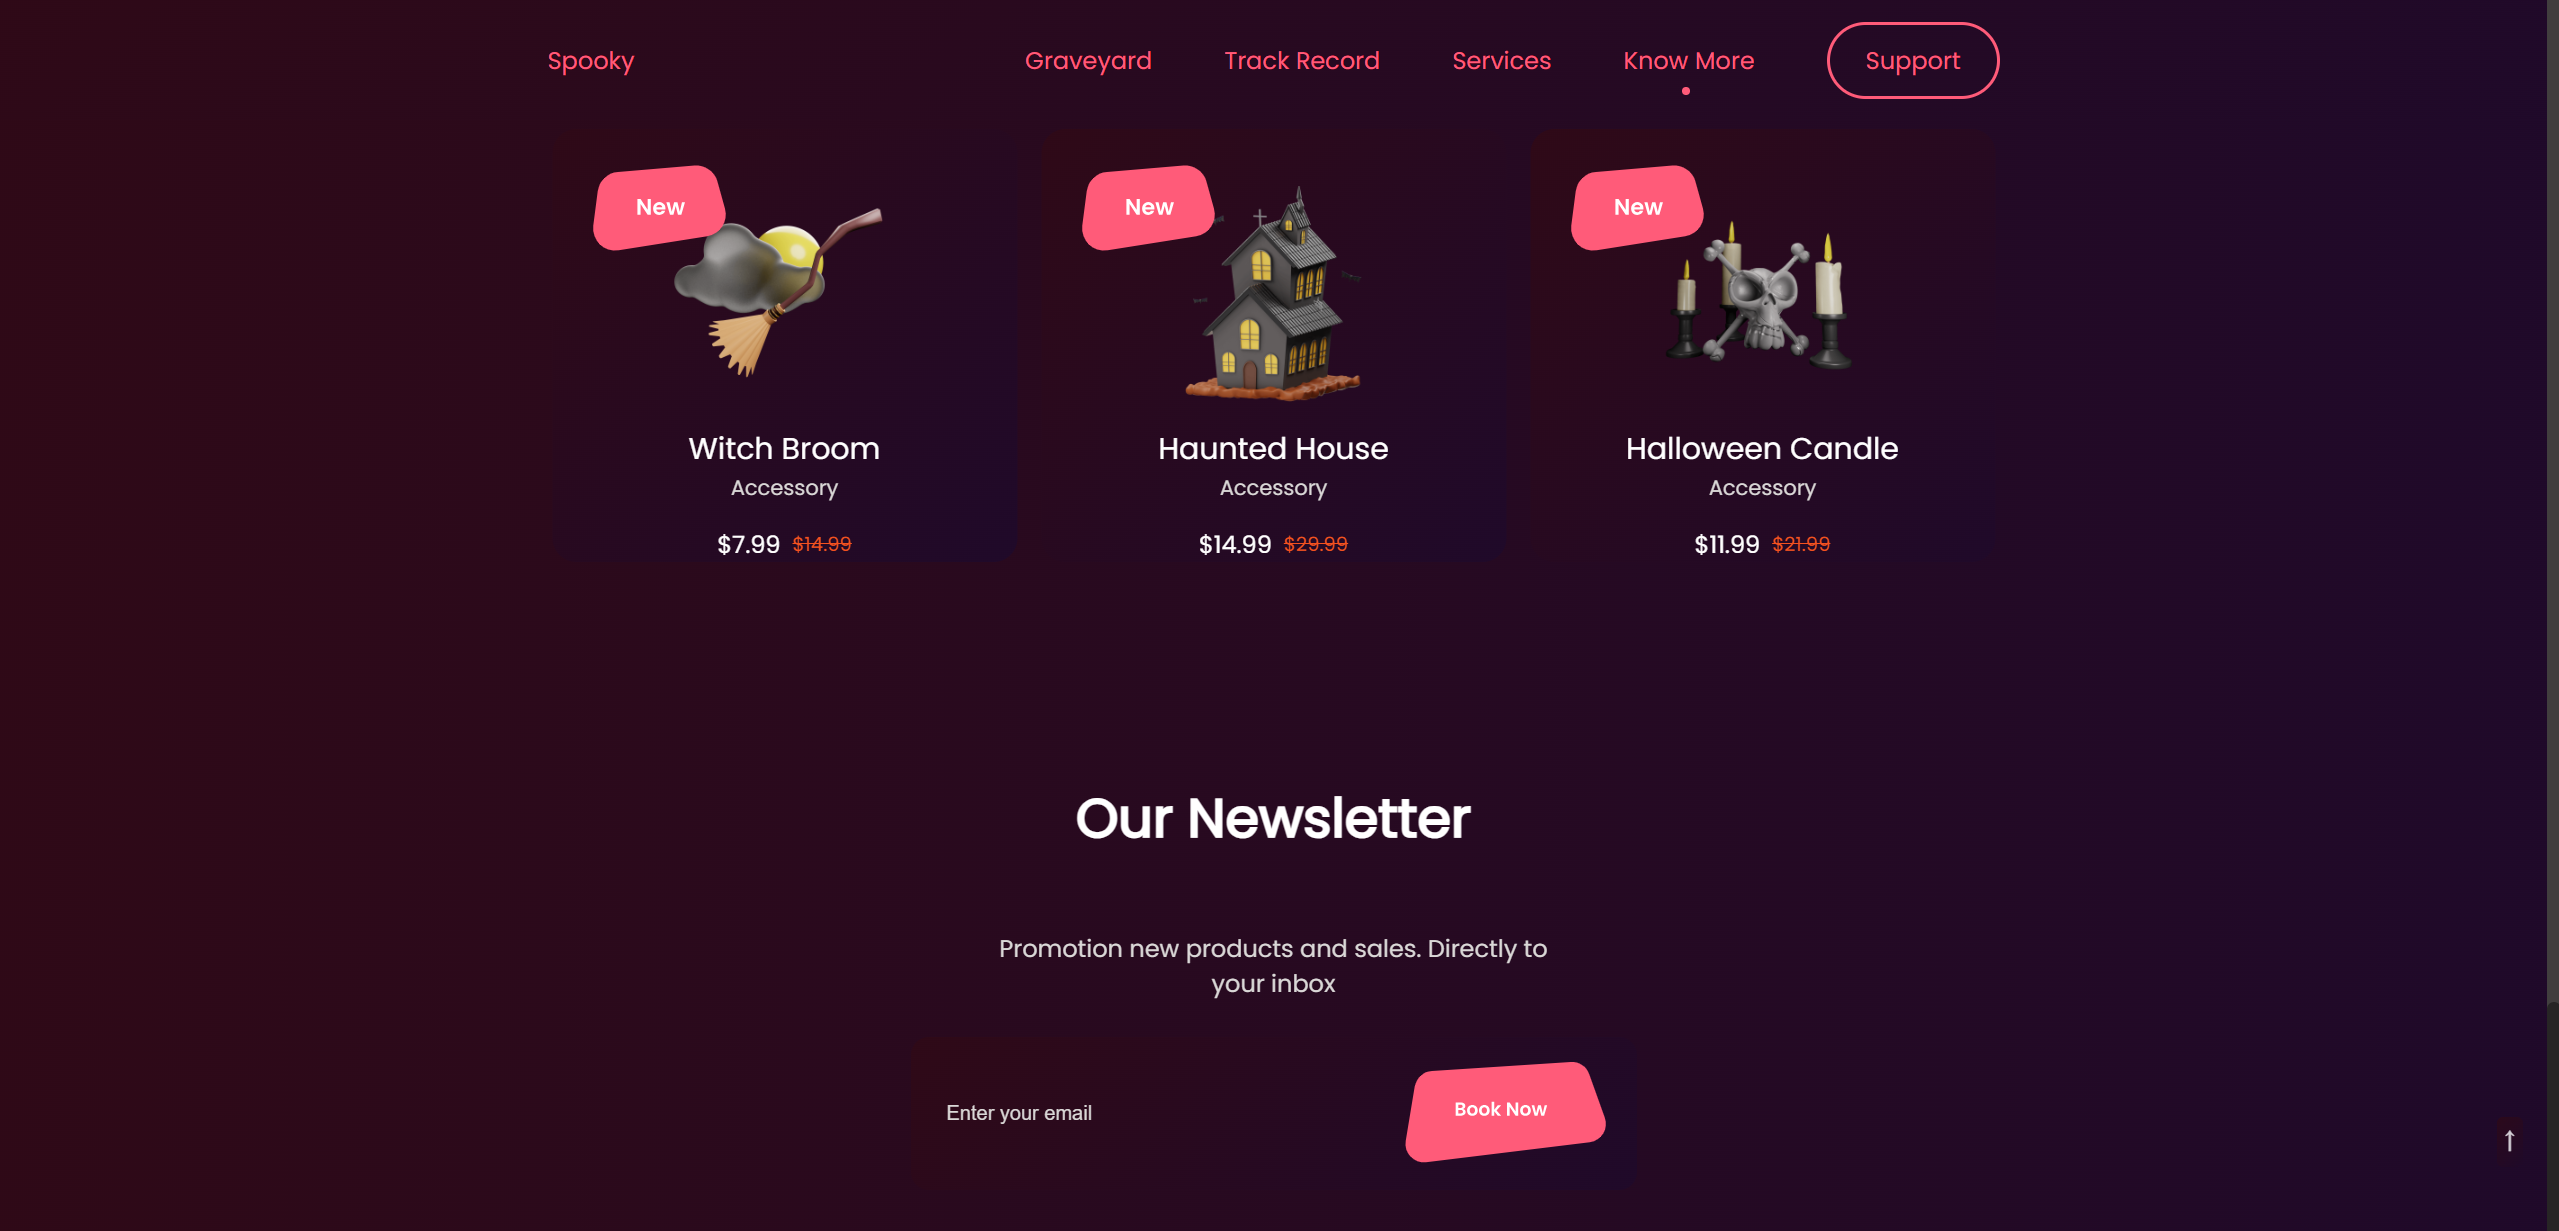 Spooky
Graveyard
Track Record
Services
Know More
Support
New
New
New
Witch Broom
Accessory
$7.99 $14.99
Haunted House
Accessory
$14.99 $29.99
Halloween Candle
Accessory
$11.99 $21.99
Our Newsletter
Promotion new products and sales. Directly to
your inbox
Enter your email
Book Now
↑